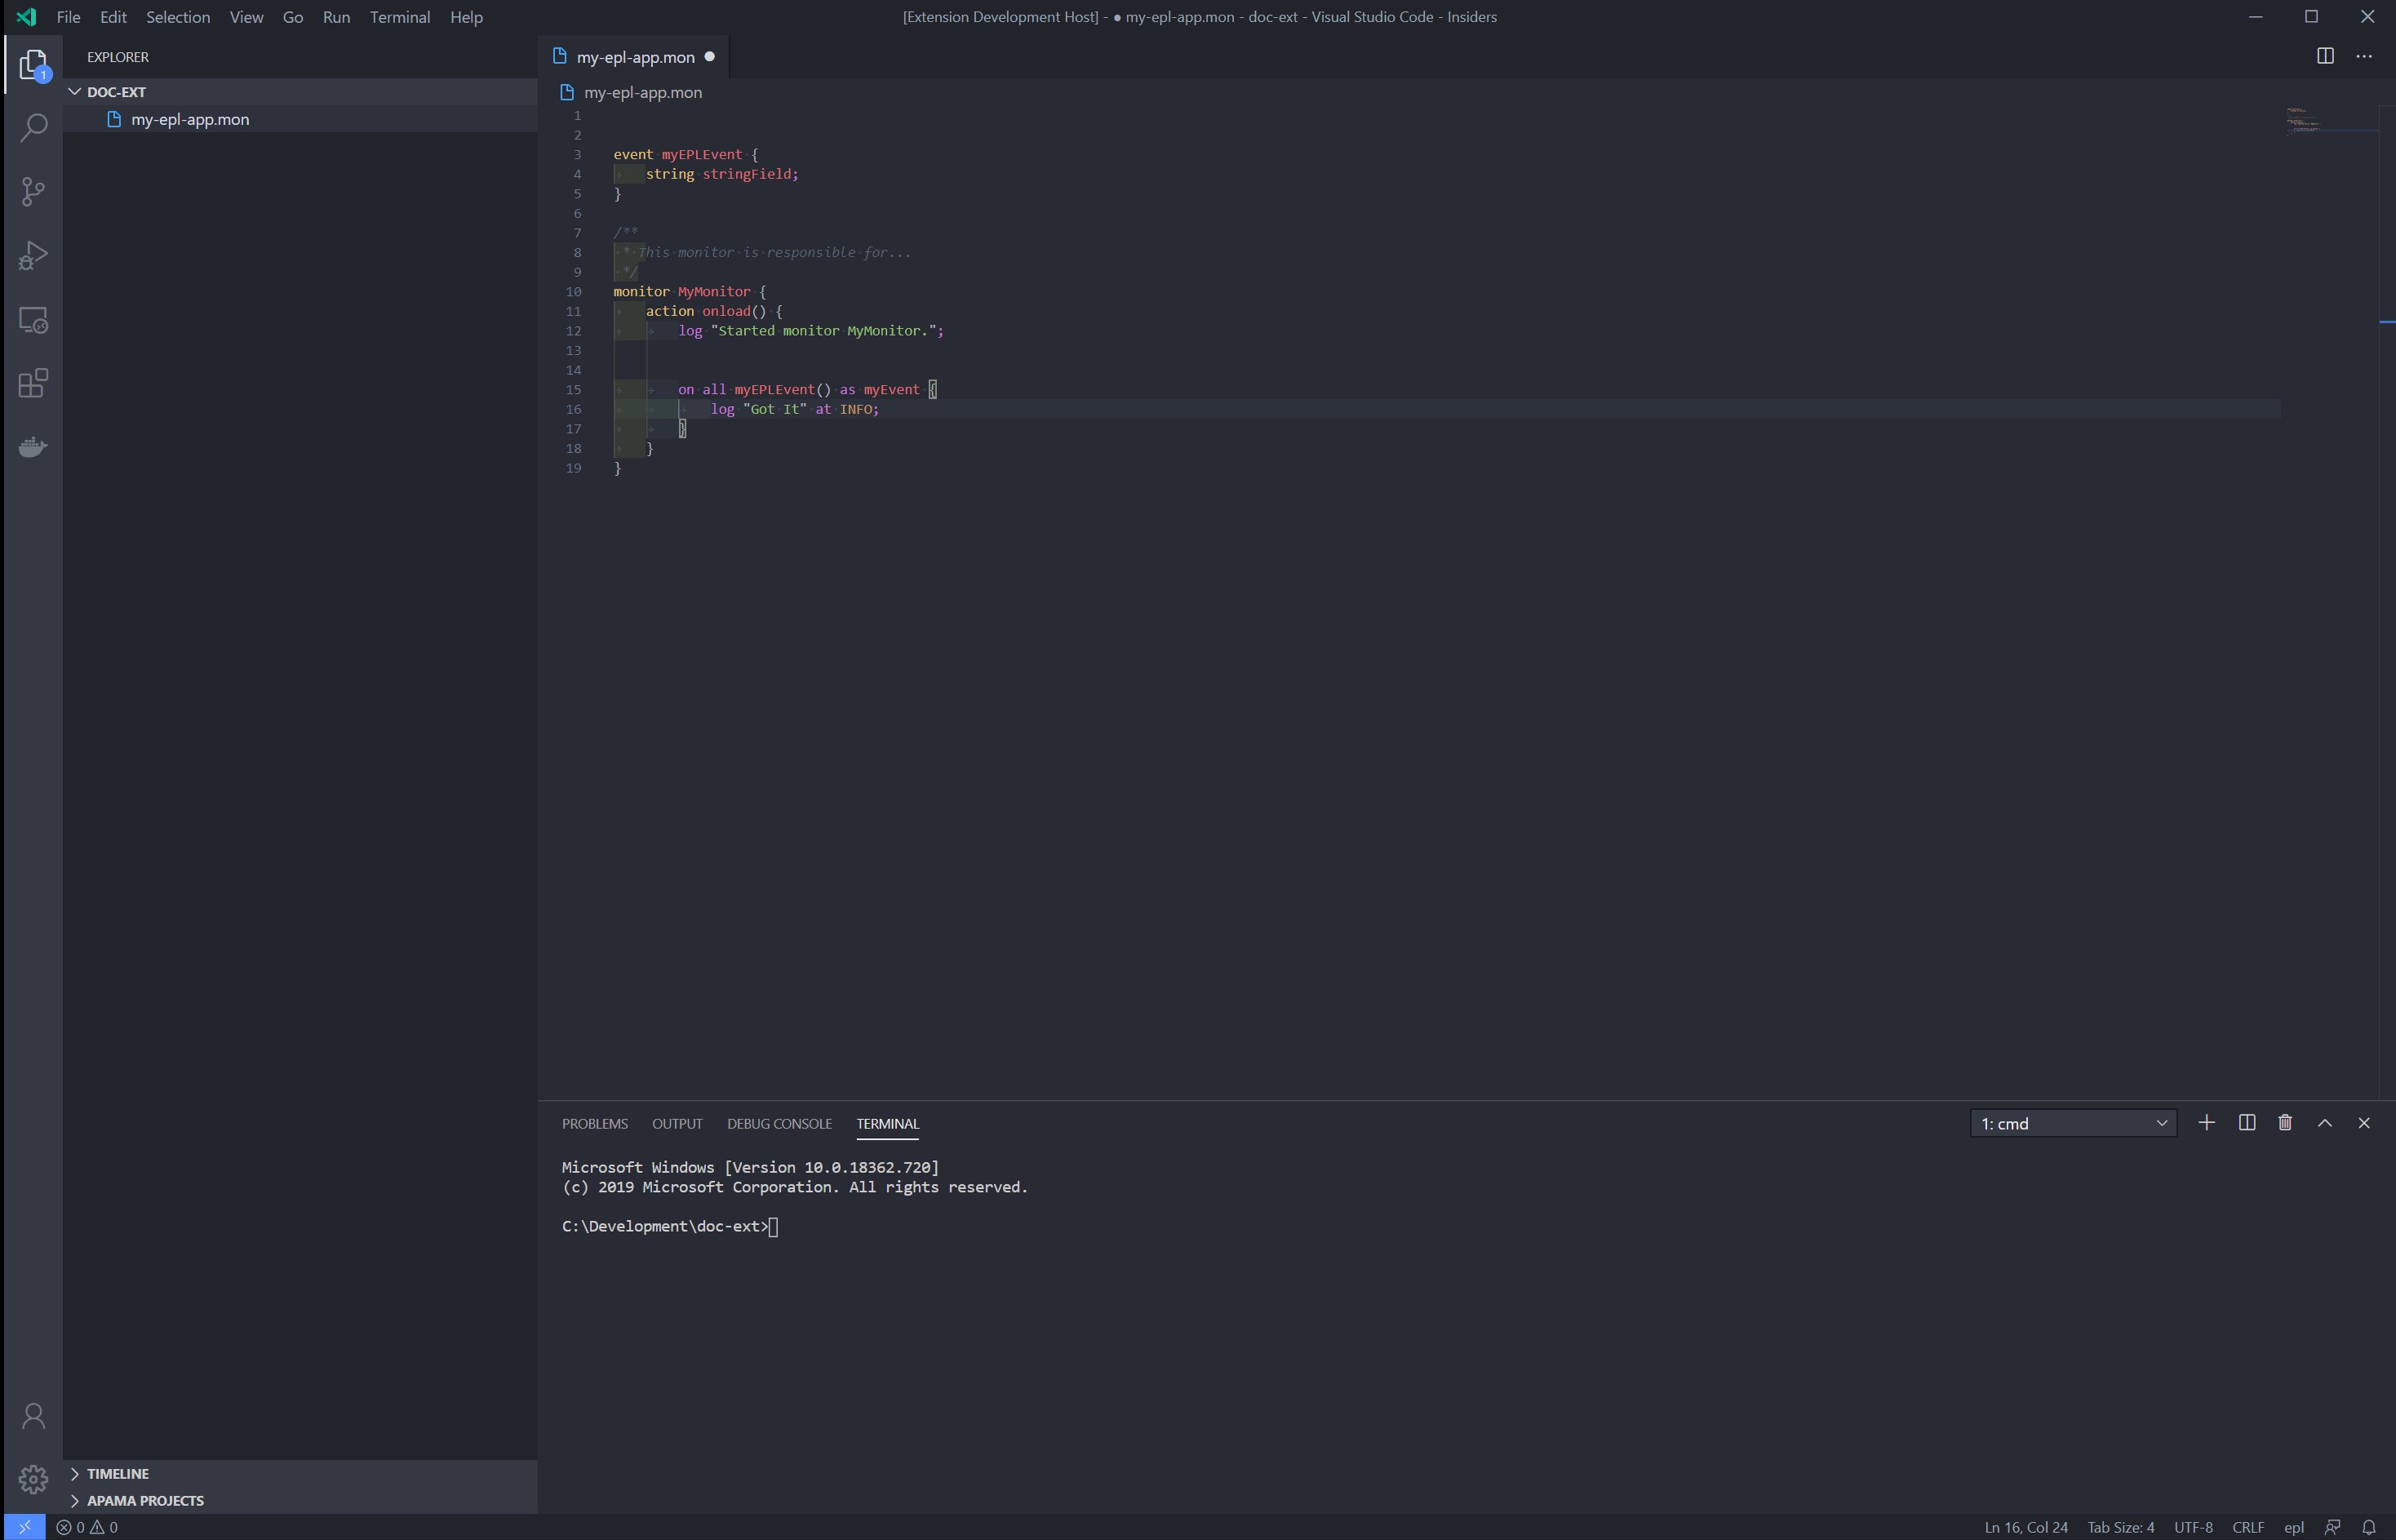 File Edit Selection View Go Run Terminal Help
[Extension Development Host] - ● my-epl-app.mon - doc-ext - Visual Studio Code - Insiders
1
EXPLORER
DOC-EXT
my-epl-app.mon
TIMELINE
APAMA PROJECTS
my-epl-app.mon ●
my-epl-app.mon
1
2
3 event myEPLEvent {
4 string stringField;
5 }
6
7 /**
8 * This monitor is responsible for...
9 */
10 monitor MyMonitor {
11 action onload() {
12 log "Started monitor MyMonitor.";
13
14
15 on all myEPLEvent() as myEvent {
16 log "Got It" at INFO;
17 }
18 }
19 }
PROBLEMS OUTPUT DEBUG CONSOLE TERMINAL
1: cmd
Microsoft Windows [Version 10.0.18362.720]
(c) 2019 Microsoft Corporation. All rights reserved.
C:\Development\doc-ext>
0 0
Ln 16, Col 24 Tab Size: 4 UTF-8 CRLF epl